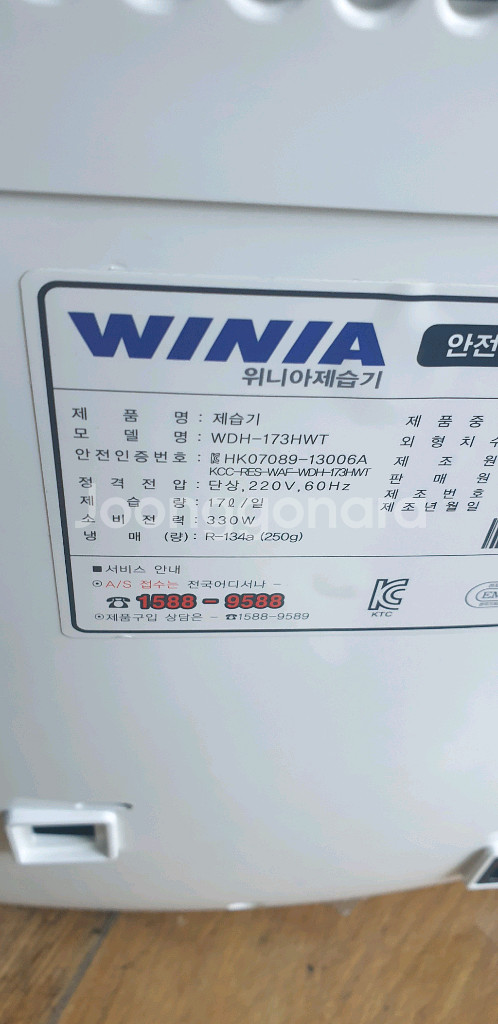 WINIA
위니아제습기
안전
제 품 명 : 제습기
모 델 명 : WDH-173HWT
안전인증번호 : HK07089-13006A
KCC-RES-WAF-WDH-173HWT
정 격 전 압 : 단상,220V,60Hz
제 습 량 : 17ℓ/일
소 비 전 력 : 330W
냉 매 (량) : R-134a (250g)
제 품 중
외 형 치 수
제 조 원
판 매 원
제 조 번 호
제 조 년 월 일
Joonggonara
■ 서비스 안내
⊙ A/S 접수는 전국어디서나 -
☎ 1588 - 9588
⊙제품구입 상담은 - ☎1588-9589
KTC
EM